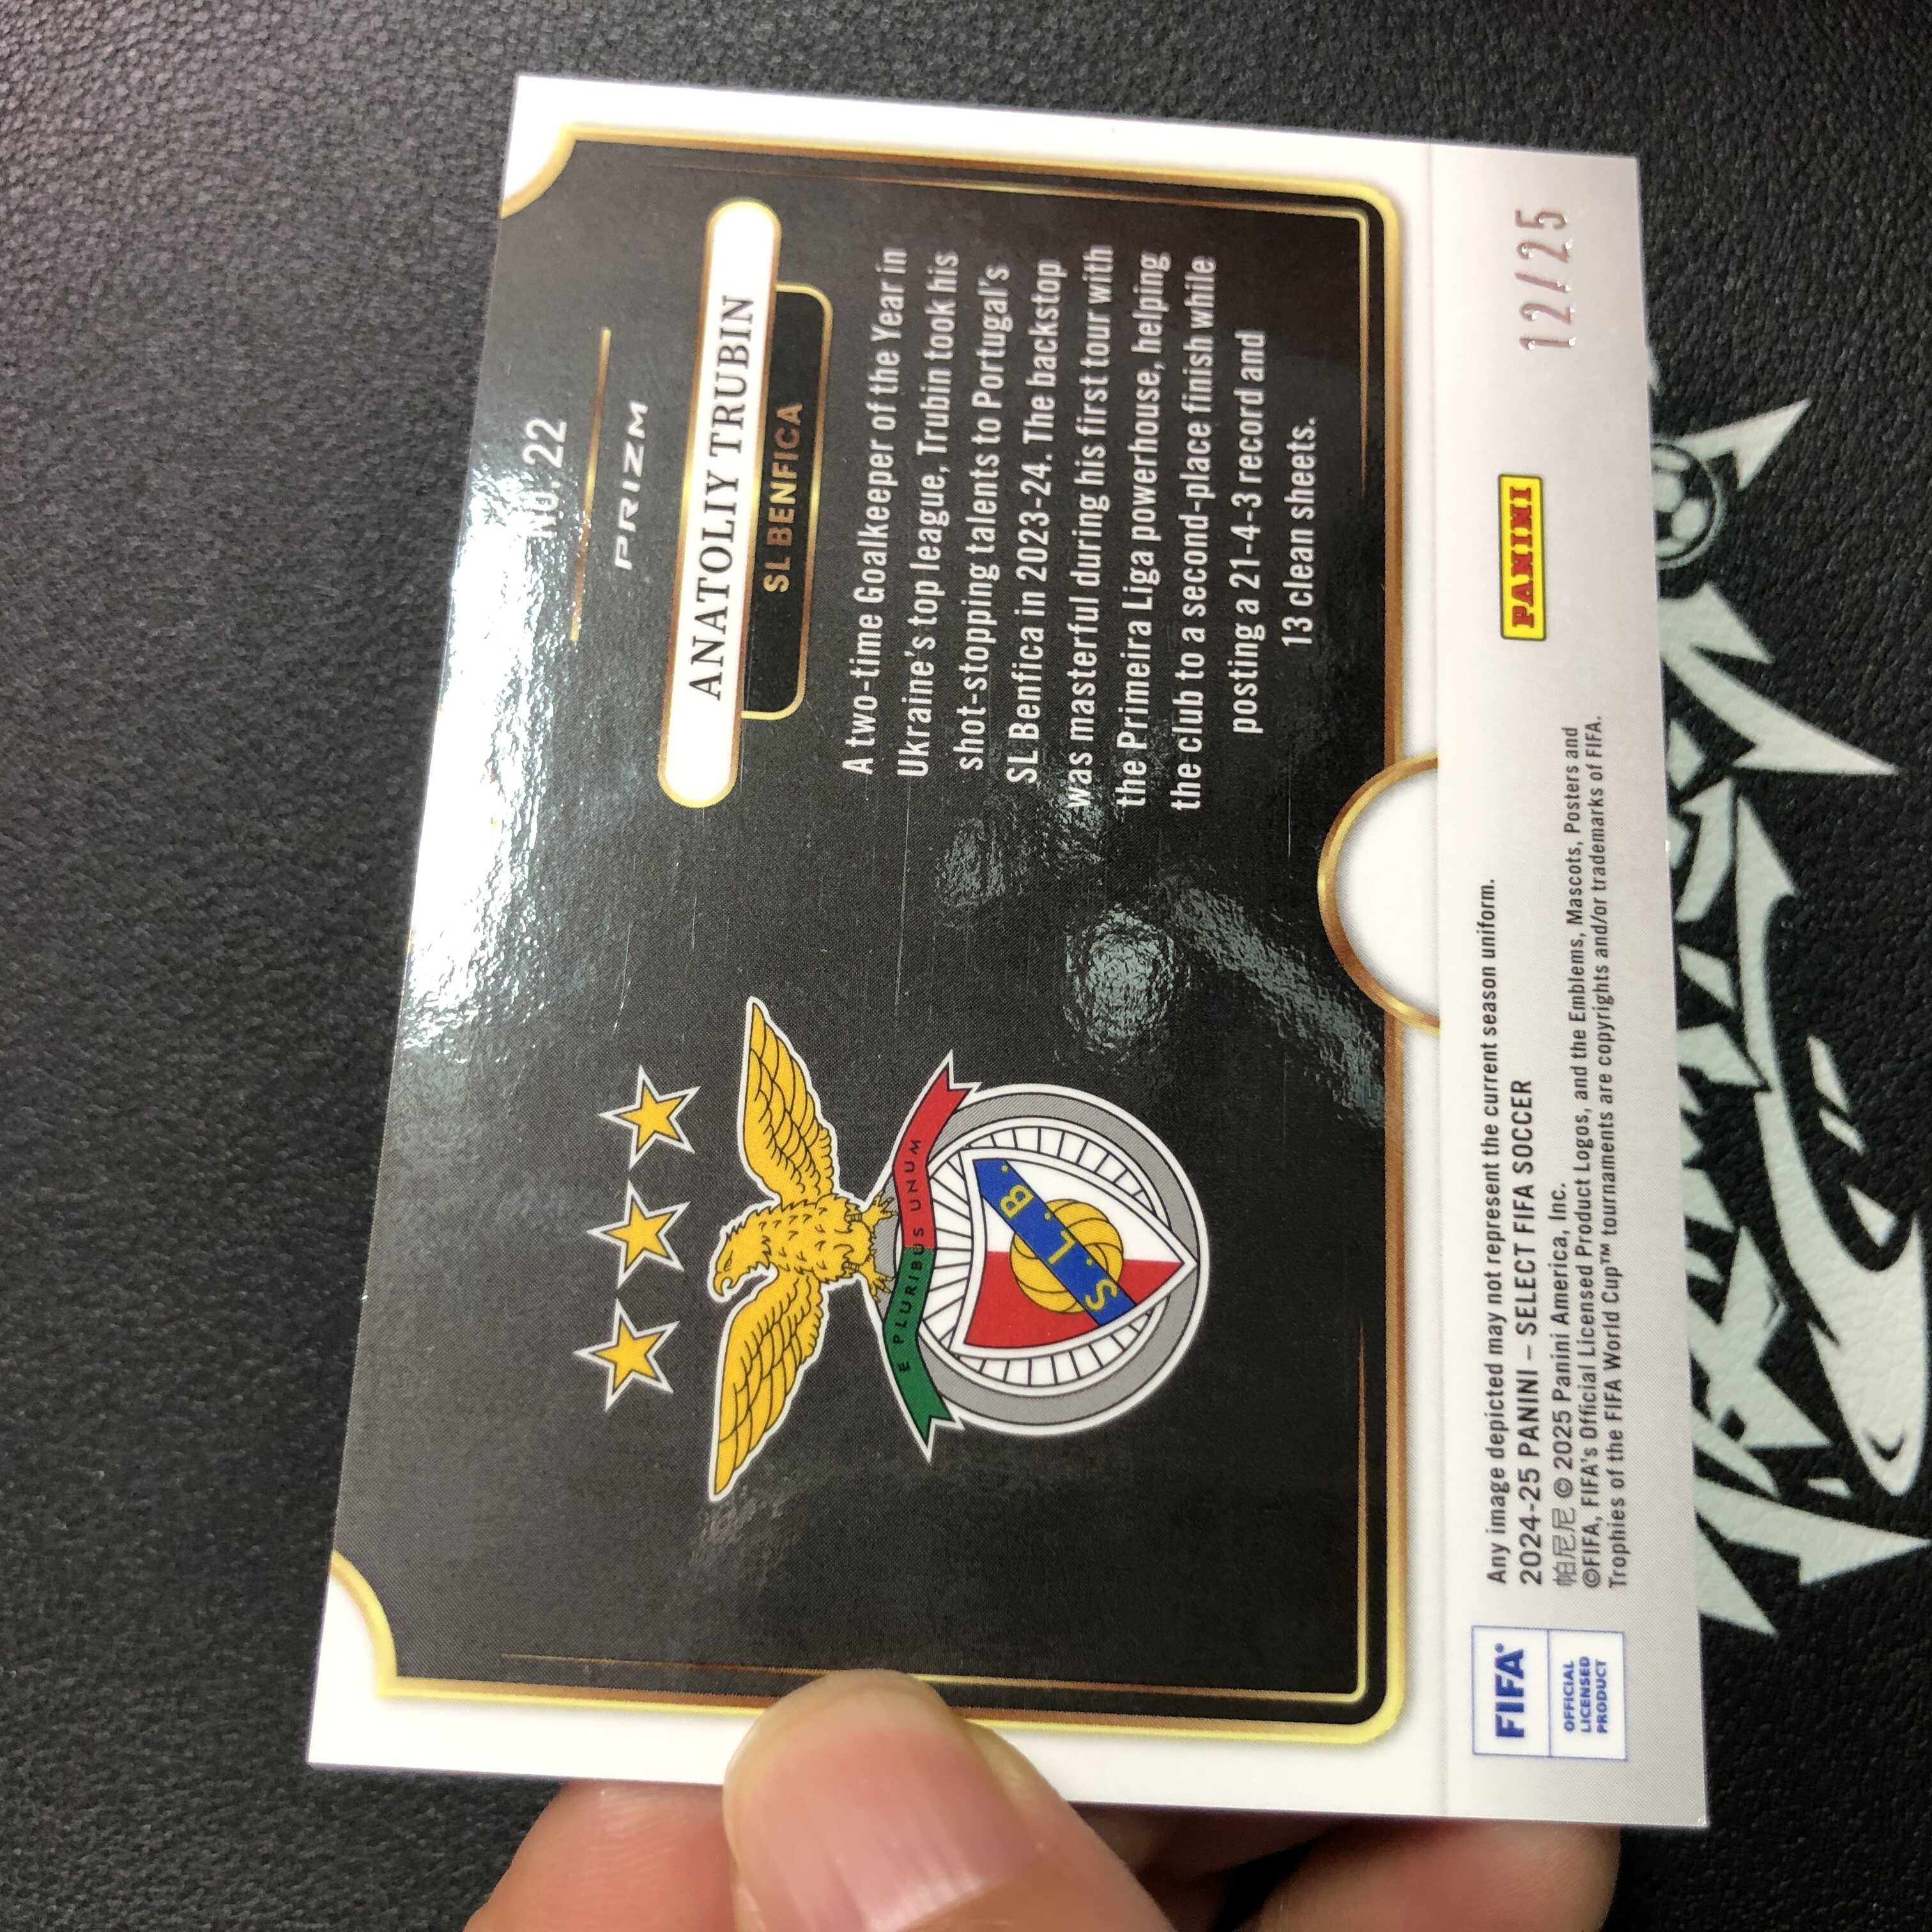 No. 22
PRIZM
ANATOLIY TRUBIN
SL BENFICA
A two-time Goalkeeper of the Year in
Ukraine's top league, Trubin took his
shot-stopping talents to Portugal's
SL Benfica in 2023-24. The backstop
was masterful during his first tour with
the Primeira Liga powerhouse, helping
the club to a second-place finish while
posting a 21-4-3 record and
13 clean sheets.
E PLURIBUS UNUM
S. L. B.
FIFA
OFFICIAL
LICENSED
PRODUCT
Any image depicted may not represent the current season uniform.
2024-25 PANINI – SELECT FIFA SOCCER
帕尼尼 © 2025 Panini America, Inc.
©FIFA, FIFA's Official Licensed Product Logos, and the Emblems, Mascots, Posters and
Trophies of the FIFA World Cup™ tournaments are copyrights and/or trademarks of FIFA.
PANINI
12/25